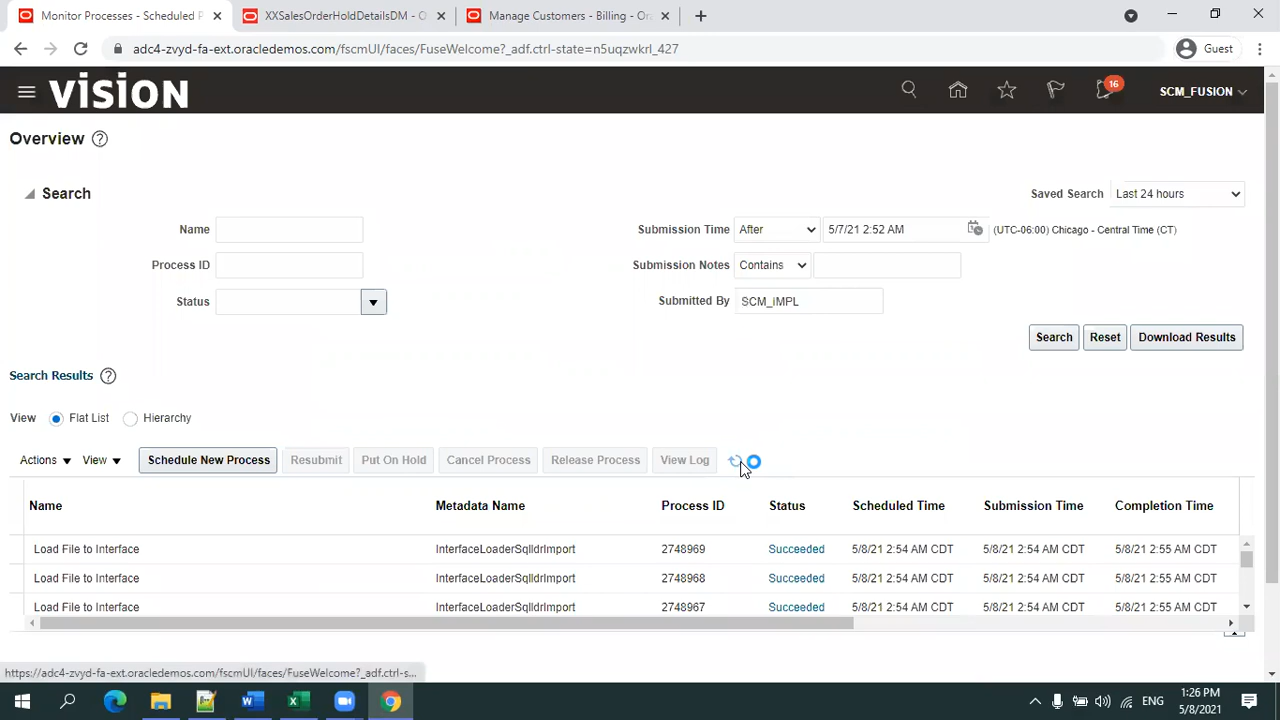 Monitor Processes - Scheduled P
XXSalesOrderHoldDetailsDM - O
Manage Customers - Billing - Ora
adc4-zvyd-fa-ext.oracledemos.com/fscmUI/faces/FuseWelcome?_adf.ctrl-state=n5uqzwkrl_427
Guest
vision
16
SCM_FUSION
Overview
Search
Saved Search Last 24 hours
Name
Submission Time After 5/7/21 2:52 AM (UTC-06:00) Chicago - Central Time (CT)
Process ID
Submission Notes Contains
Status
Submitted By SCM_iMPL
Search Reset Download Results
Search Results
View Flat List Hierarchy
Actions View Schedule New Process Resubmit Put On Hold Cancel Process Release Process View Log
Name Metadata Name Process ID Status Scheduled Time Submission Time Completion Time
Load File to Interface InterfaceLoaderSqlldrImport 2748969 Succeeded 5/8/21 2:54 AM CDT 5/8/21 2:54 AM CDT 5/8/21 2:55 AM CDT
Load File to Interface InterfaceLoaderSqlldrImport 2748968 Succeeded 5/8/21 2:54 AM CDT 5/8/21 2:54 AM CDT 5/8/21 2:55 AM CDT
Load File to Interface InterfaceLoaderSqlldrImport 2748967 Succeeded 5/8/21 2:54 AM CDT 5/8/21 2:54 AM CDT 5/8/21 2:55 AM CDT
https://adc4-zvyd-fa-ext.oracledemos.com/fscmUI/faces/FuseWelcome?_adf.ctrl-s...
ENG
1:26 PM
5/8/2021